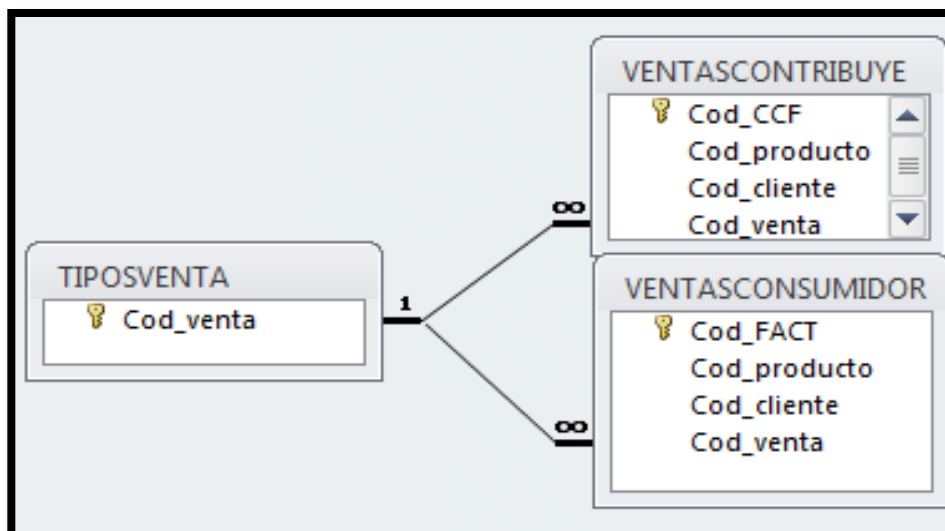 VENTASCONTRIBUYE
Cod_CCF
Cod_producto
Cod_cliente
Cod_venta
∞
TIPOSVENTA
Cod_venta
1
VENTASCONSUMIDOR
Cod_FACT
Cod_producto
Cod_cliente
Cod_venta
∞